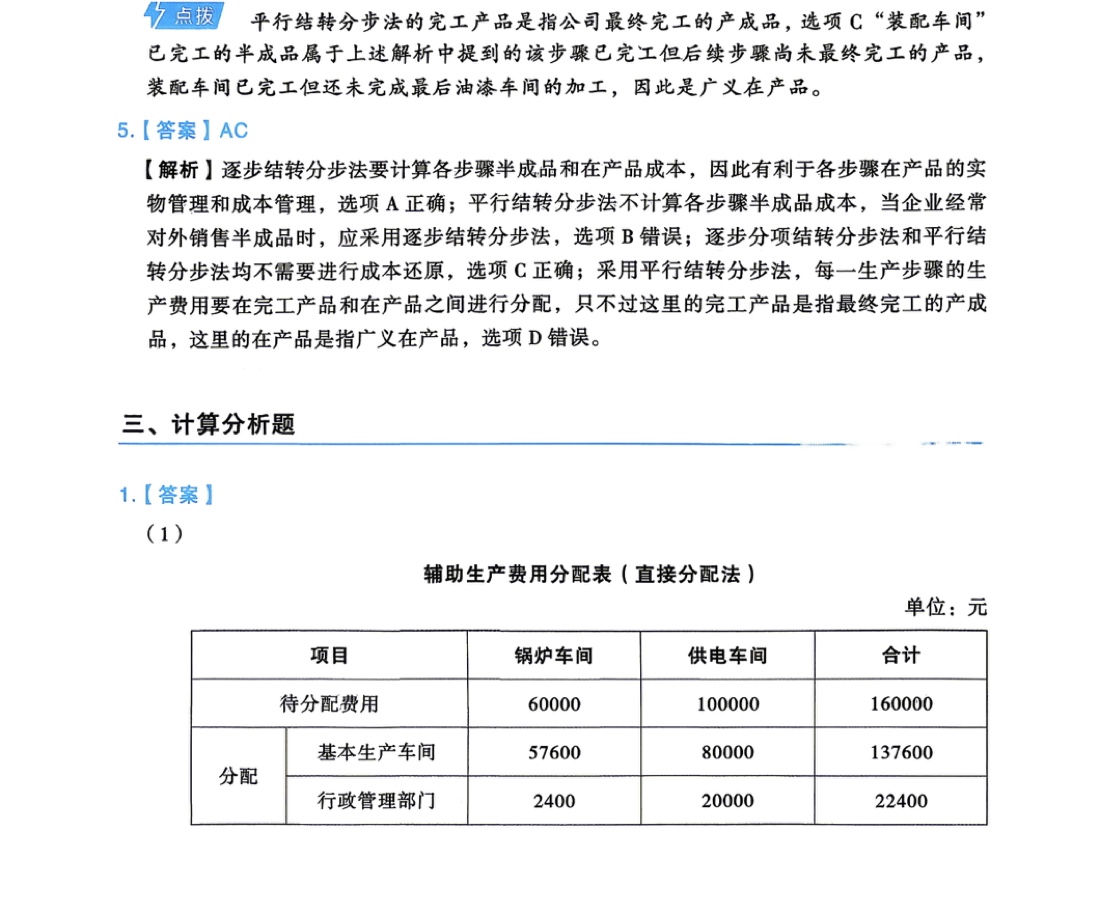 点拨 平行结转分步法的完工产品是指公司最终完工的产成品，选项 C“装配车间”
已完工的半成品属于上述解析中提到的该步骤已完工但后续步骤尚未最终完工的产品，
装配车间已完工但还未完成最后油漆车间的加工，因此是广义在产品。
5.【答案】AC
【解析】逐步结转分步法要计算各步骤半成品和在产品成本，因此有利于各步骤在产品的实
物管理和成本管理，选项 A 正确；平行结转分步法不计算各步骤半成品成本，当企业经常
对外销售半成品时，应采用逐步结转分步法，选项 B 错误；逐步分项结转分步法和平行结
转分步法均不需要进行成本还原，选项 C 正确；采用平行结转分步法，每一生产步骤的生
产费用要在完工产品和在产品之间进行分配，只不过这里的完工产品是指最终完工的产成
品，这里的在产品是指广义在产品，选项 D 错误。
三、计算分析题
1.【答案】
（1）
辅助生产费用分配表（直接分配法）
单位：元
项目 锅炉车间 供电车间 合计
待分配费用 60000 100000 160000
分配 基本生产车间 57600 80000 137600
行政管理部门 2400 20000 22400